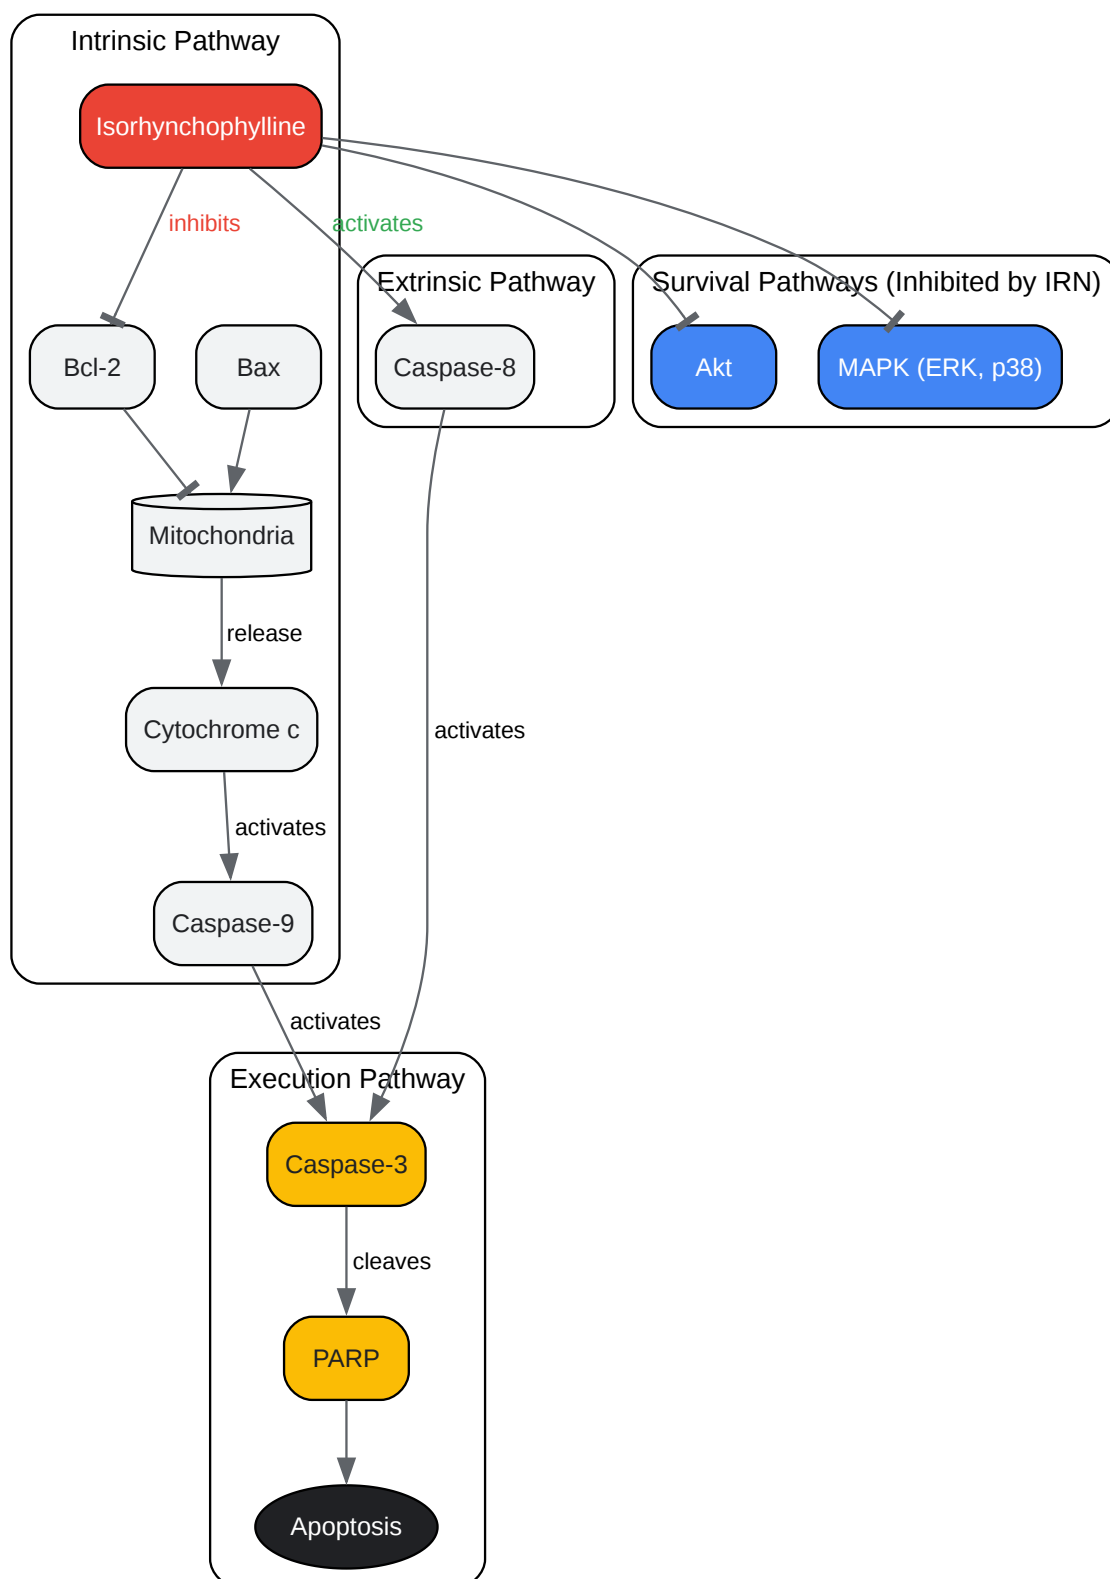 Intrinsic Pathway
Isorhynchophylline
inhibits
activates
Extrinsic Pathway
Survival Pathways (Inhibited by IRN)
Bcl-2
Bax
Caspase-8
Akt
MAPK (ERK, p38)
Mitochondria
release
Cytochrome c
activates
activates
Caspase-9
activates
Execution Pathway
Caspase-3
cleaves
PARP
Apoptosis